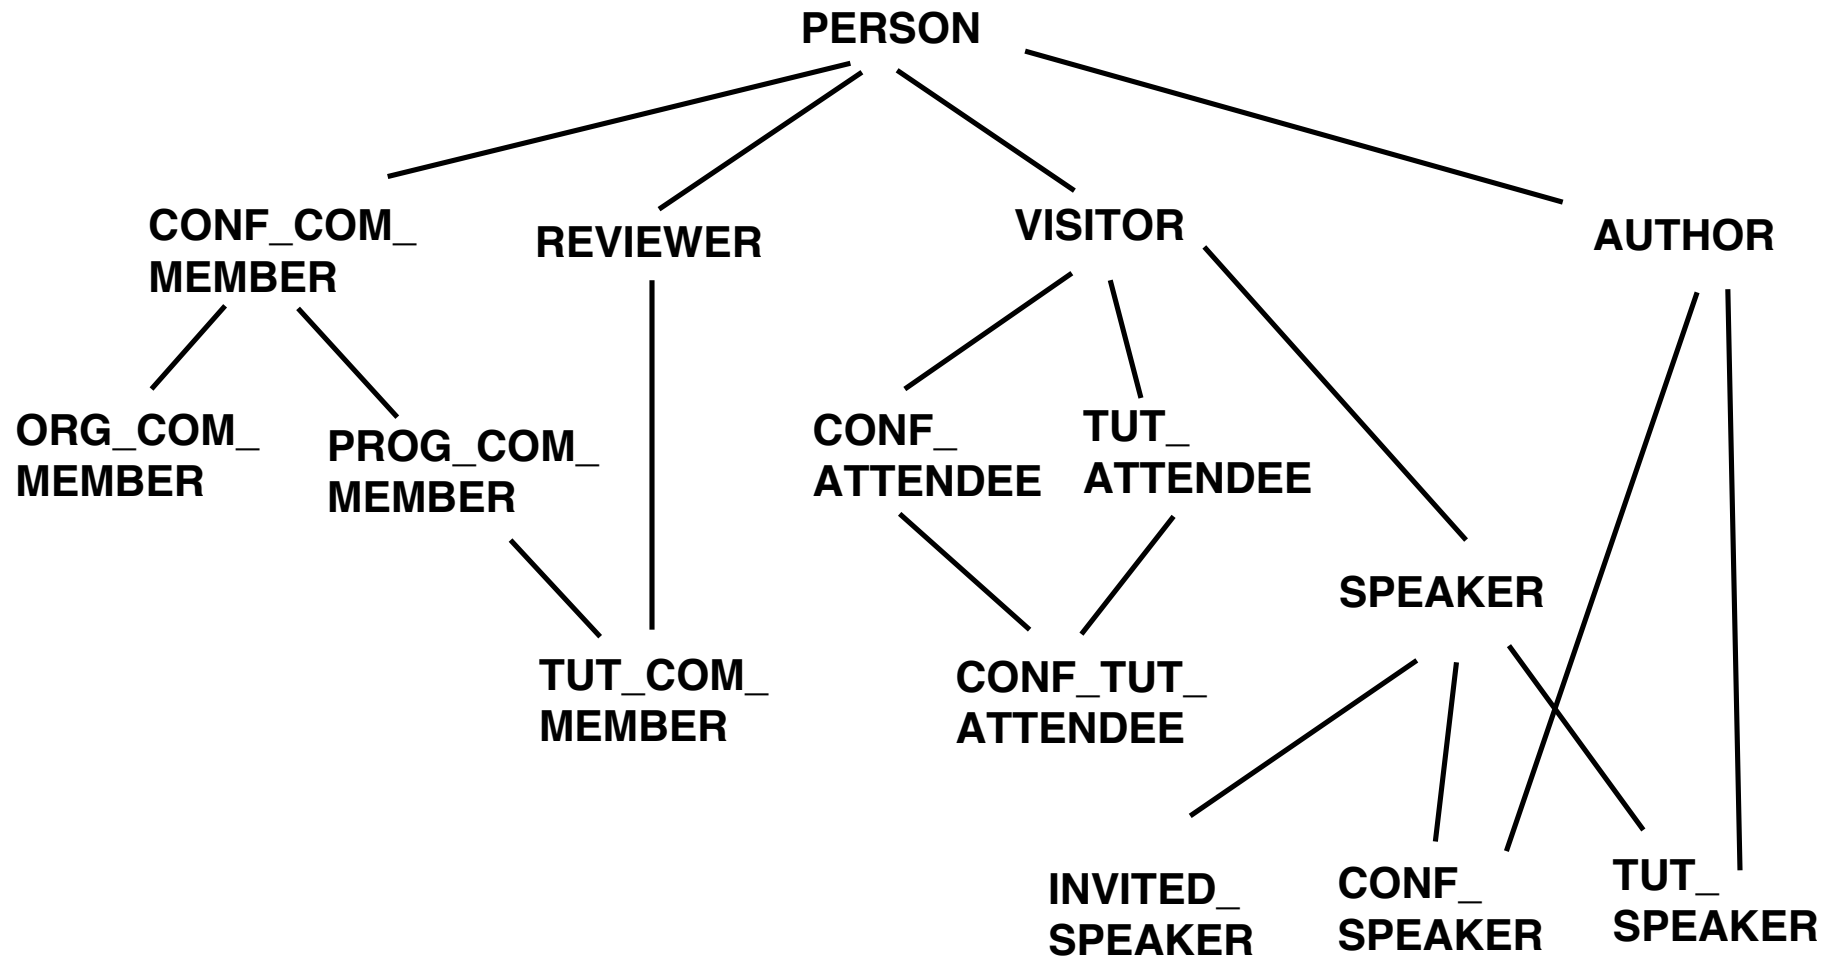 PERSON
CONF_COM_
MEMBER
REVIEWER
VISITOR
AUTHOR
ORG_COM_
MEMBER
PROG_COM_
MEMBER
CONF_
ATTENDEE
TUT_
ATTENDEE
SPEAKER
TUT_COM_
MEMBER
CONF_TUT_
ATTENDEE
INVITED_
SPEAKER
CONF_
SPEAKER
TUT_
SPEAKER